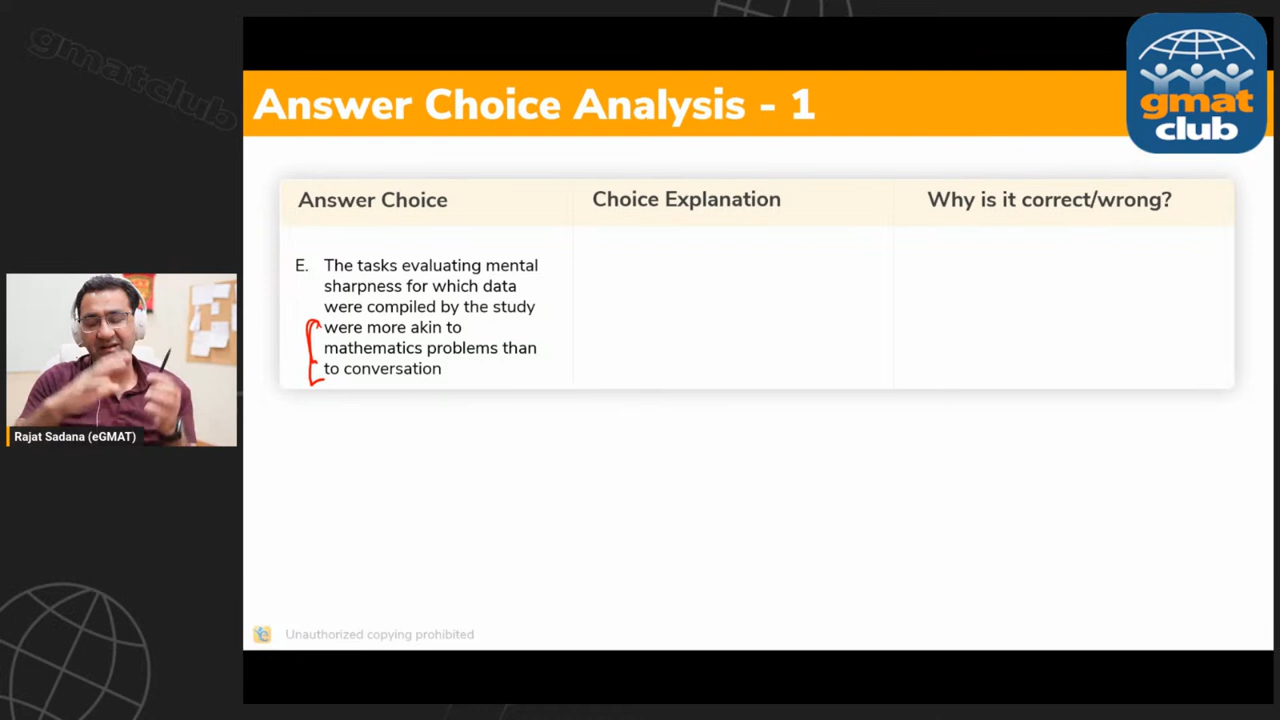 gmatclub
gmat
club
Answer Choice Analysis - 1
Answer Choice
Choice Explanation
Why is it correct/wrong?
E. The tasks evaluating mental
sharpness for which data
were compiled by the study
were more akin to
mathematics problems than
to conversation
Rajat Sadana (eGMAT)
Unauthorized copying prohibited